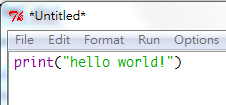 *Untitled*
File Edit Format Run Options
print("hello world!")